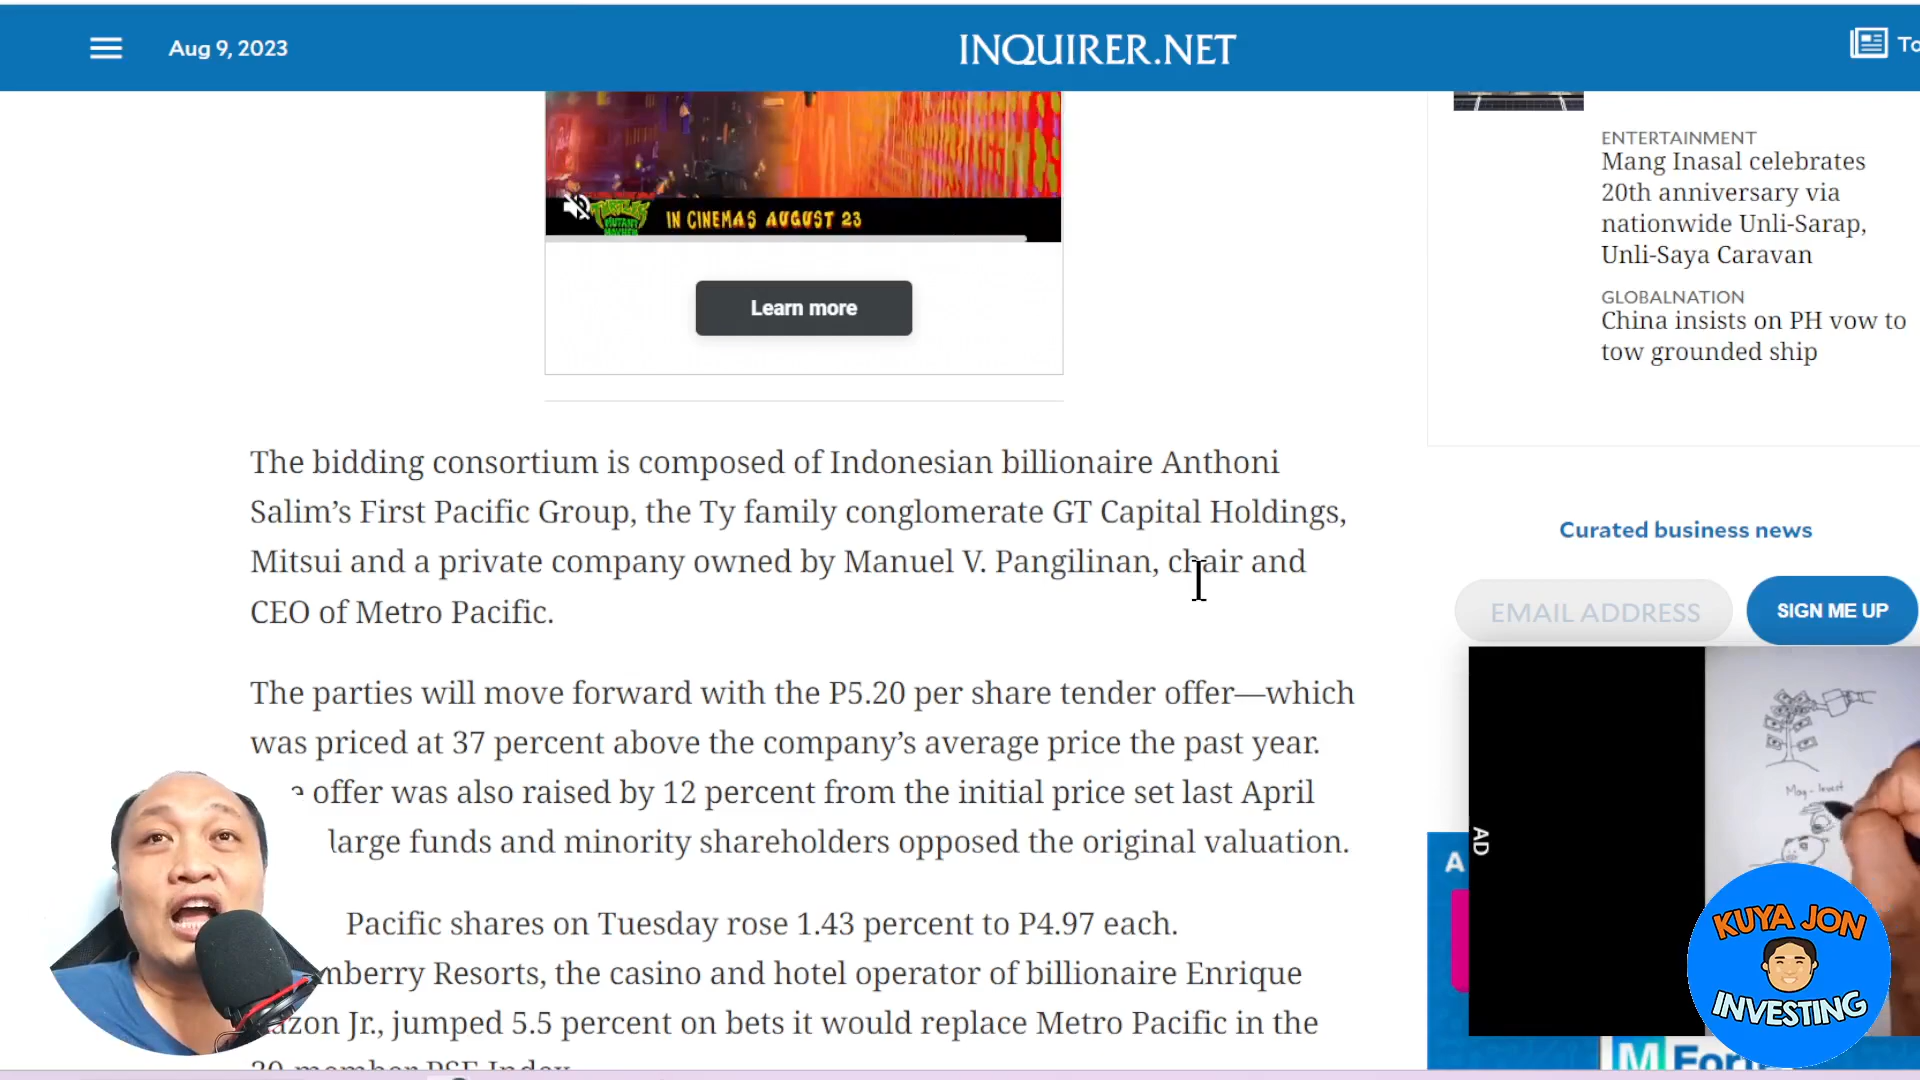 Aug 9, 2023
INQUIRER.NET
IN CINEMAS AUGUST 23
Learn more
ENTERTAINMENT
Mang Inasal celebrates
20th anniversary via
nationwide Unli-Sarap,
Unli-Saya Caravan
GLOBALNATION
China insists on PH vow to
tow grounded ship
The bidding consortium is composed of Indonesian billionaire Anthoni
Salim’s First Pacific Group, the Ty family conglomerate GT Capital Holdings,
Mitsui and a private company owned by Manuel V. Pangilinan, chair and
CEO of Metro Pacific.
The parties will move forward with the P5.20 per share tender offer—which
was priced at 37 percent above the company’s average price the past year.
offer was also raised by 12 percent from the initial price set last April
large funds and minority shareholders opposed the original valuation.
Pacific shares on Tuesday rose 1.43 percent to P4.97 each.
mberry Resorts, the casino and hotel operator of billionaire Enrique
azon Jr., jumped 5.5 percent on bets it would replace Metro Pacific in the
30-member PSE Index
Curated business news
EMAIL ADDRESS
SIGN ME UP
AD
Mag-Invest
KUYA JON
INVESTING